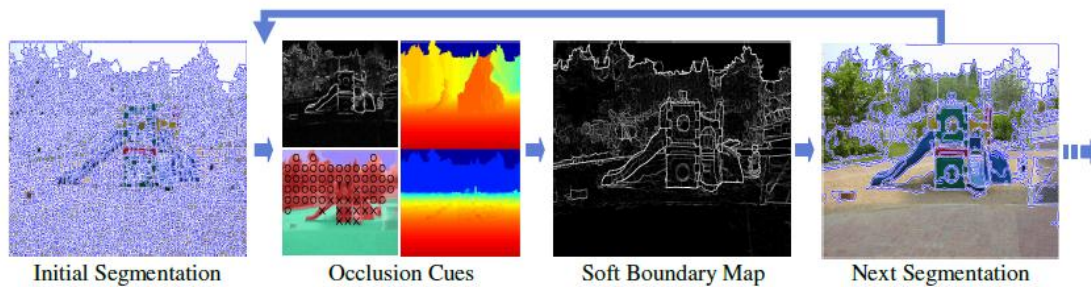 Initial Segmentation
Occlusion Cues
Soft Boundary Map
Next Segmentation